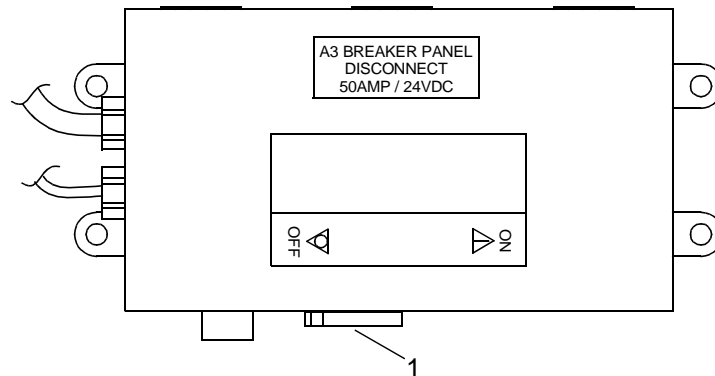 A3 BREAKER PANEL
DISCONNECT
50AMP / 24VDC
OFF
ON
1